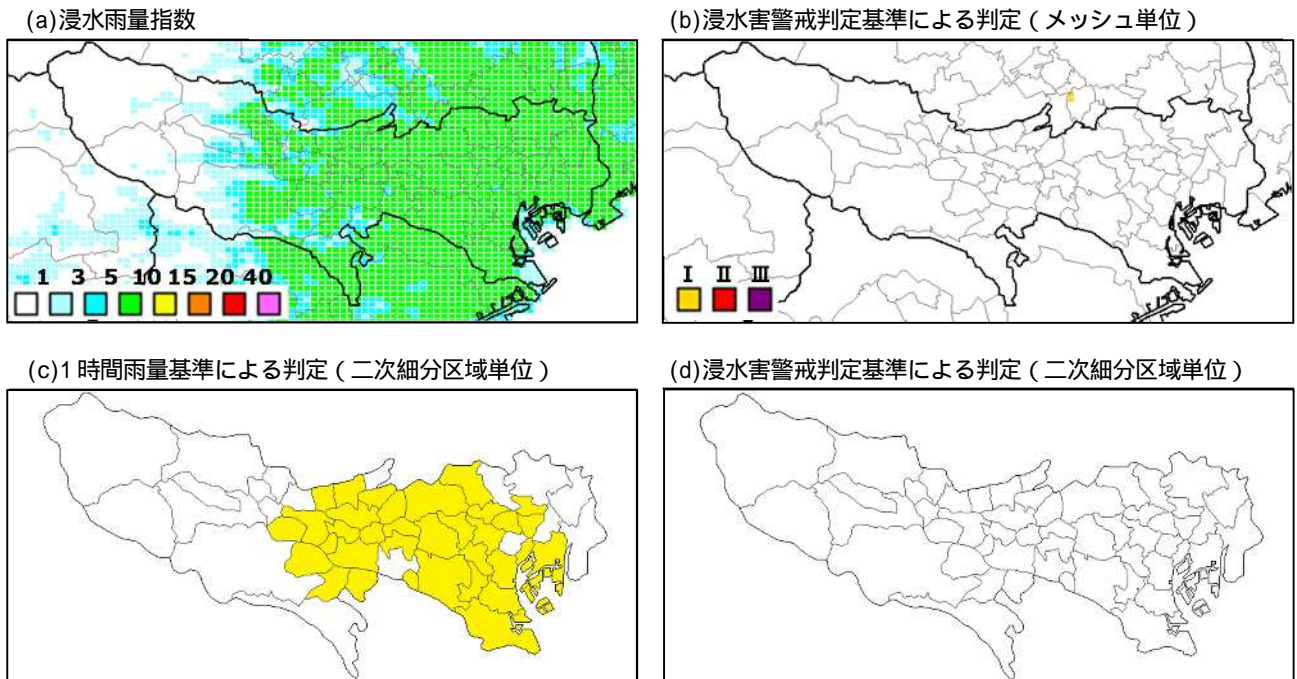 (a)浸水雨量指数
(b)浸水害警戒判定基準による判定（メッシュ単位）
1 3 5 10 15 20 40
Ⅰ Ⅱ Ⅲ
(c)1 時間雨量基準による判定（二次細分区域単位）
(d)浸水害警戒判定基準による判定（二次細分区域単位）